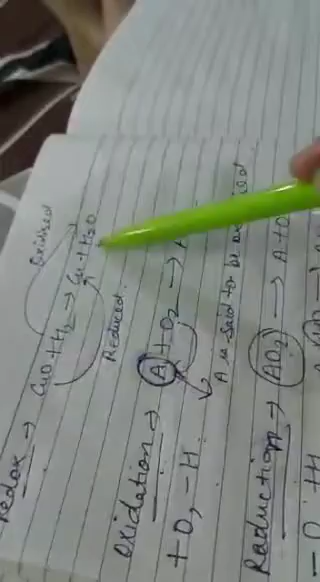 Oxidised
Redox → CuO + H2 → Cu + H2O
Reduced
Oxidation → A + O2 →
+ O, - H
A is said to be
Reduction → AO2 → A + O
- O + H